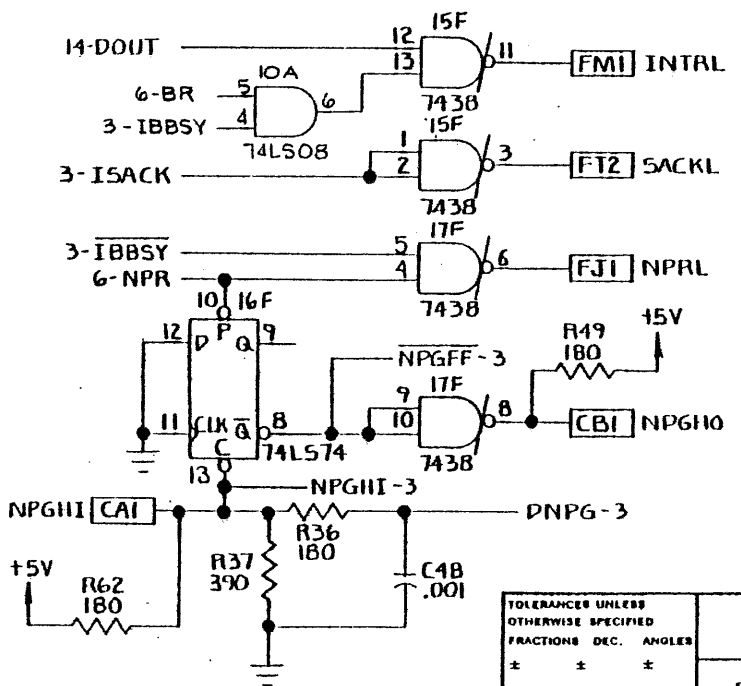 15F
14-DOUT 12 11 FM1 INTRL
13
10A
6-BR 5 6
3-IBBSY 4
7438
74LS08
15F
1 3 FT2 SACKL
3-ISACK 2
7438
17F
3-IBBSY 5 6 FJ1 NPRL
6-NPR 4
7438
10 16F
12 D P Q 9
+5V
R49
180
NPGFF-3
17F
9
11 CLK Q 8 10 8 CB1 NPGHO
C 74LS74 7438
13
NPGHI-3
NPGHI CA1 DNPG-3
R36
180
+5V
R62
180
R37
390
C48
.001
TOLERANCES UNLESS
OTHERWISE SPECIFIED
FRACTIONS DEC. ANGLES
± ± ±